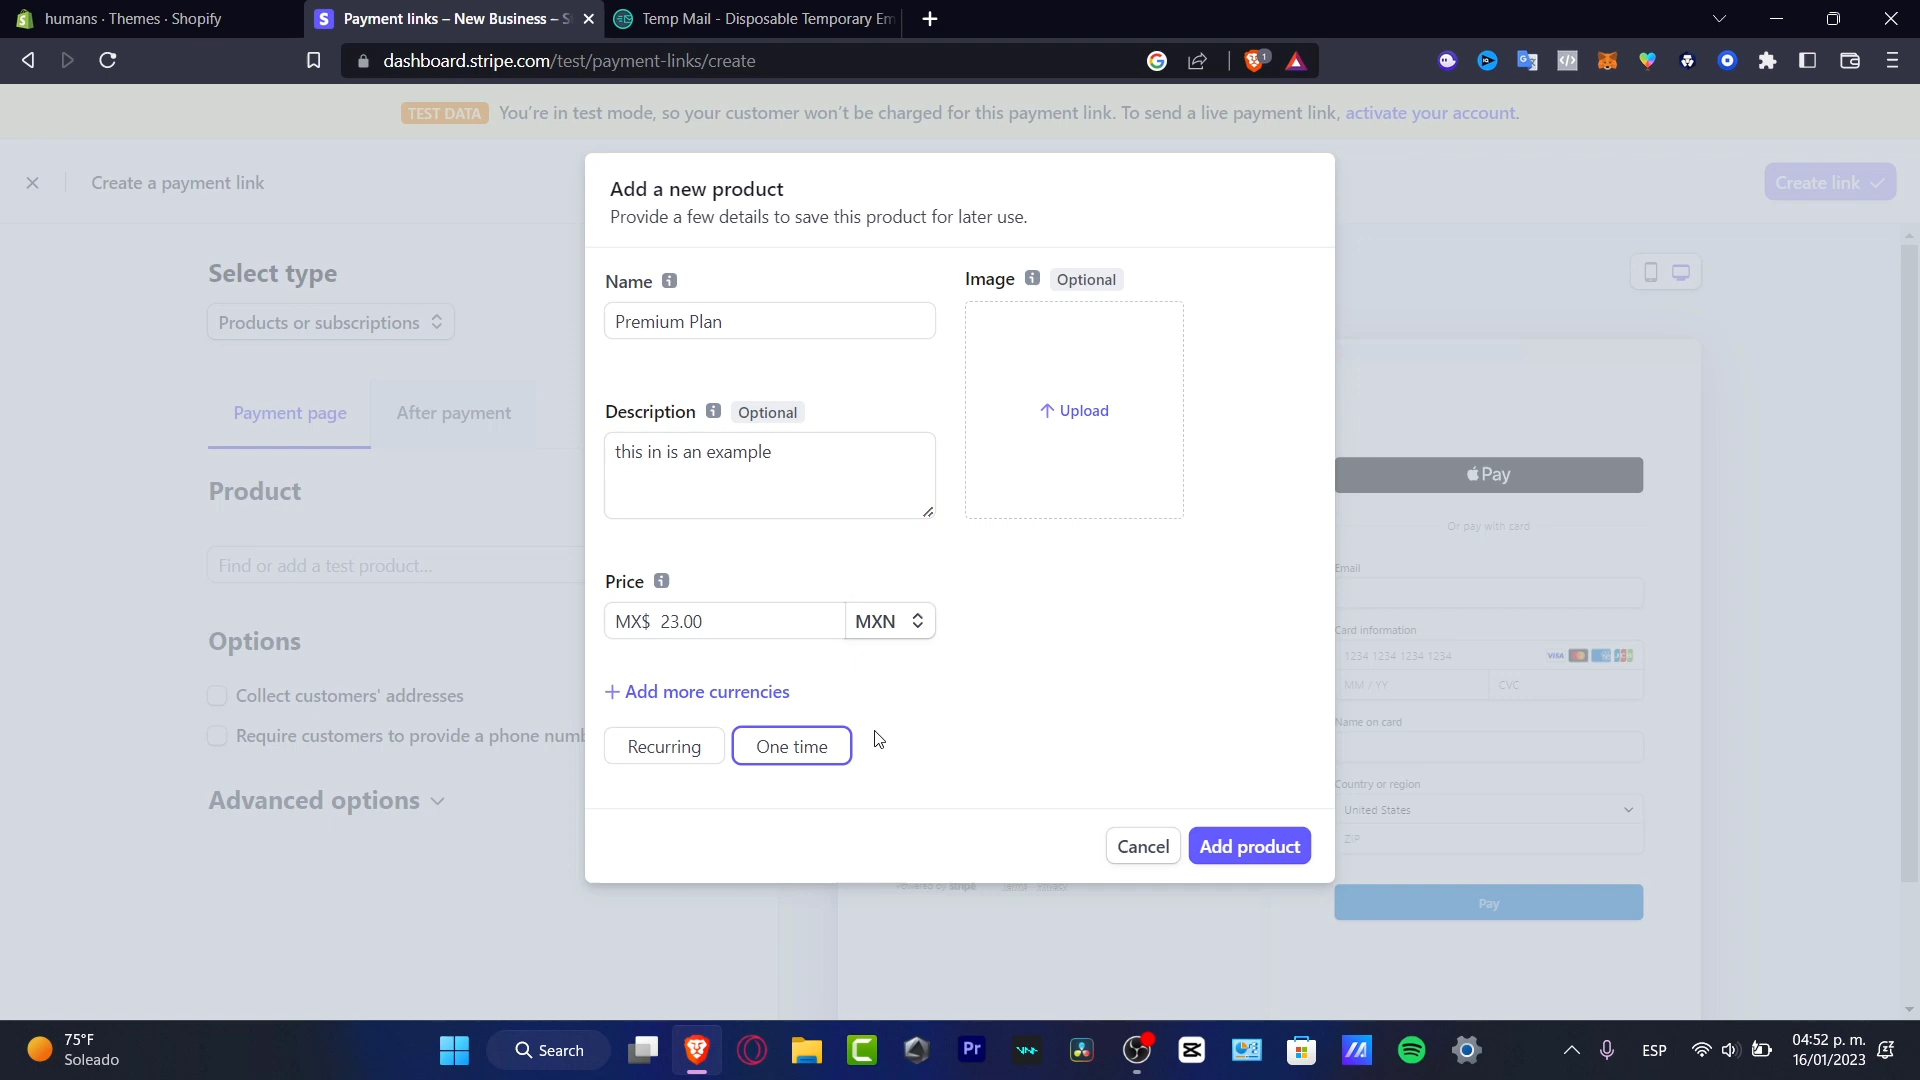 humans · Themes · Shopify
Payment links – New Business – S
Temp Mail - Disposable Temporary Em
dashboard.stripe.com/test/payment-links/create
TEST DATA You're in test mode, so your customer won't be charged for this payment link. To send a live payment link, activate your account.
Create a payment link
Create link
Add a new product
Provide a few details to save this product for later use.
Select type
Products or subscriptions
Payment page
After payment
Product
Find or add a test product...
Options
Collect customers' addresses
Require customers to provide a phone numb
Advanced options
Name
Premium Plan
Image Optional
Upload
Description Optional
this in is an example
Price
MX$ 23.00
MXN
+ Add more currencies
Recurring
One time
Cancel
Add product
Pay
Or pay with card
Email
Card information
1234 1234 1234 1234
VISA
MM / YY
CVC
Name on card
Country or region
United States
ZIP
Powered by stripe
Pay
75°F
Soleado
Search
Pr
ESP
04:52 p. m.
16/01/2023